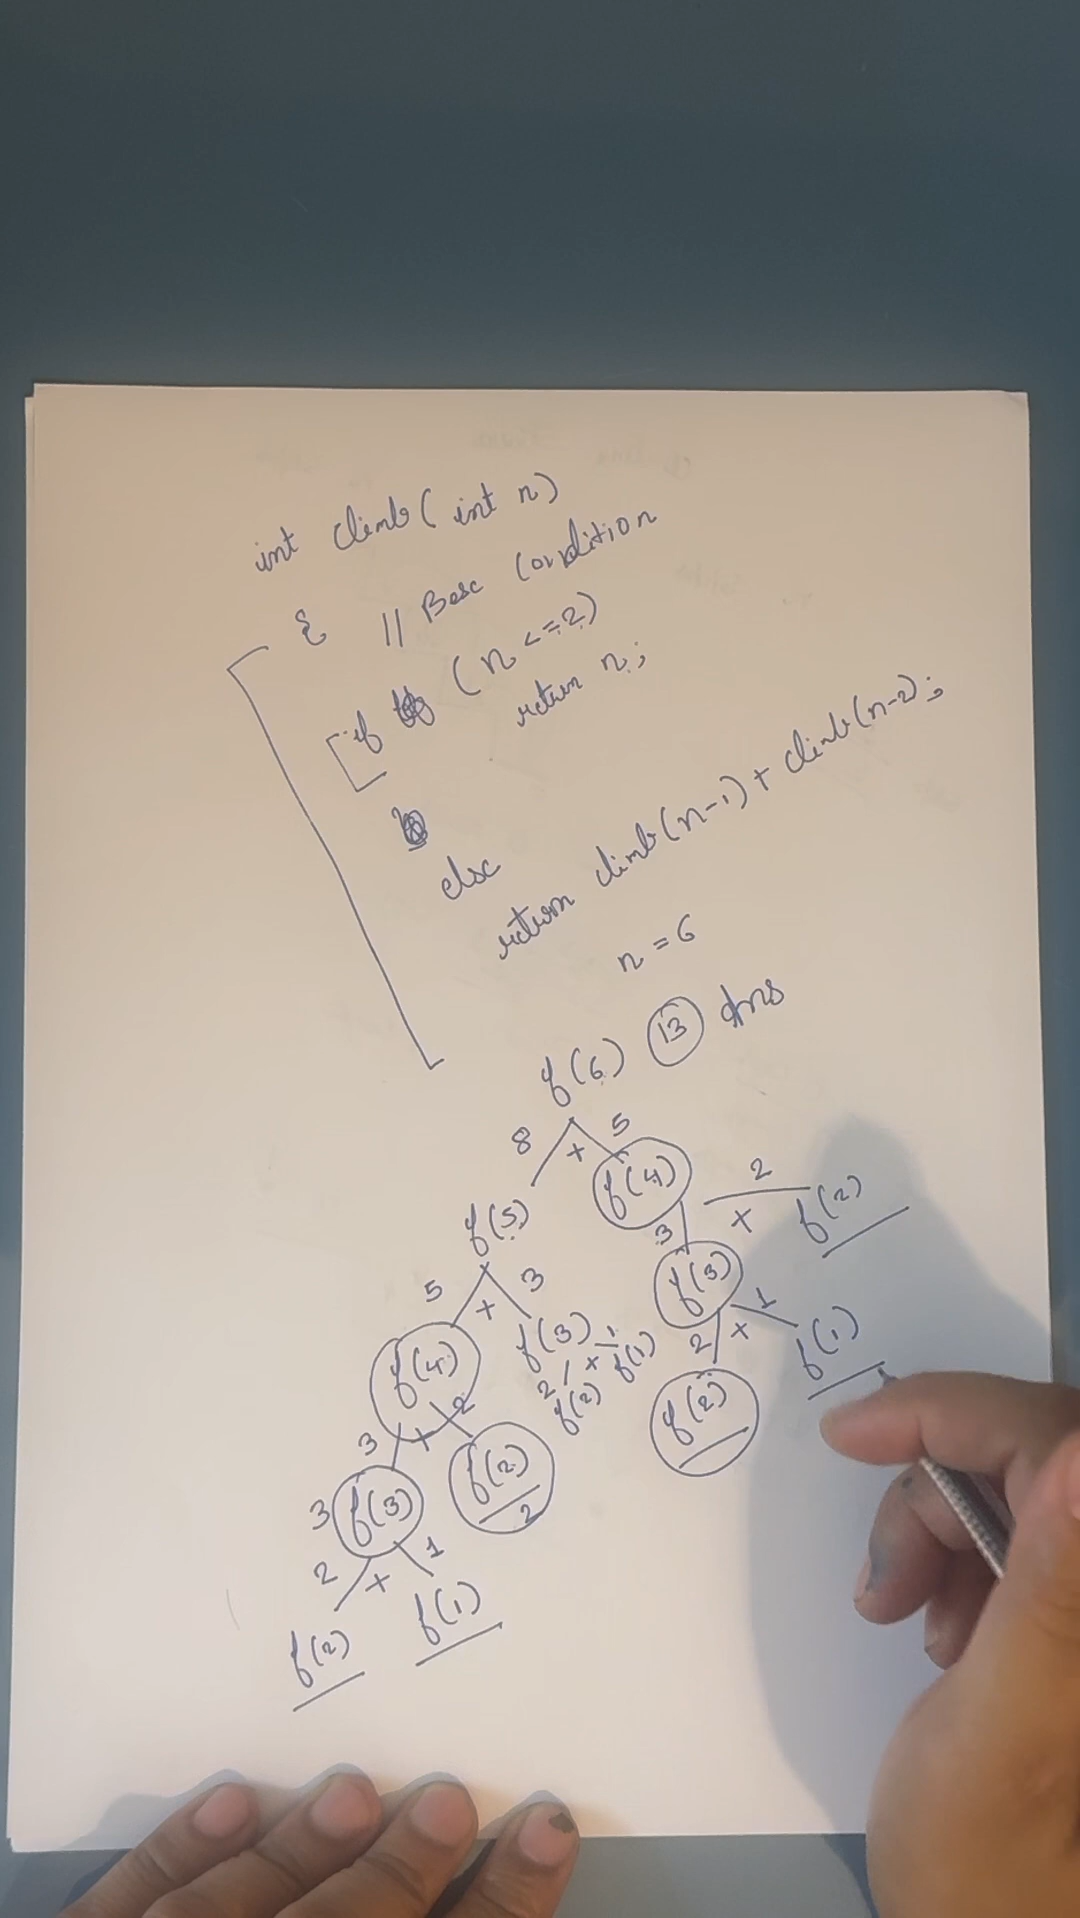 int climb(int n)
{ // Base Condition
if (n <=2)
return n;
else
return climb(n-1) + climb(n-2);
n = 6
f(6) 13 Ans
8 + 5
f(5) f(4) 2
3 + f(2)
5 + 3 f(3)
f(4) f(3) 2 + 1
2 + 1 f(2) f(1)
f(2) f(1)
3 + 2
3 f(3) f(2)
2
2 + 1
f(2) f(1)